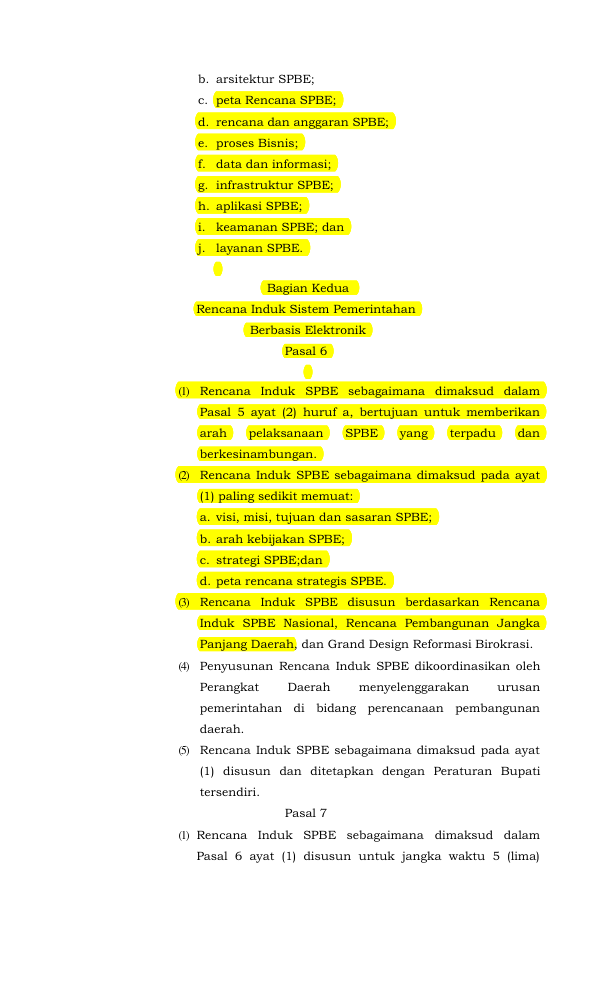 b. arsitektur SPBE;
c. peta Rencana SPBE;
d. rencana dan anggaran SPBE;
e. proses Bisnis;
f. data dan informasi;
g. infrastruktur SPBE;
h. aplikasi SPBE;
i. keamanan SPBE; dan
j. layanan SPBE.
Bagian Kedua
Rencana Induk Sistem Pemerintahan
Berbasis Elektronik
Pasal 6
(1) Rencana Induk SPBE sebagaimana dimaksud dalam
Pasal 5 ayat (2) huruf a, bertujuan untuk memberikan
arah pelaksanaan SPBE yang terpadu dan
berkesinambungan.
(2) Rencana Induk SPBE sebagaimana dimaksud pada ayat
(1) paling sedikit memuat:
a. visi, misi, tujuan dan sasaran SPBE;
b. arah kebijakan SPBE;
c. strategi SPBE;dan
d. peta rencana strategis SPBE.
(3) Rencana Induk SPBE disusun berdasarkan Rencana
Induk SPBE Nasional, Rencana Pembangunan Jangka
Panjang Daerah, dan Grand Design Reformasi Birokrasi.
(4) Penyusunan Rencana Induk SPBE dikoordinasikan oleh
Perangkat Daerah menyelenggarakan urusan
pemerintahan di bidang perencanaan pembangunan
daerah.
(5) Rencana Induk SPBE sebagaimana dimaksud pada ayat
(1) disusun dan ditetapkan dengan Peraturan Bupati
tersendiri.
Pasal 7
(1) Rencana Induk SPBE sebagaimana dimaksud dalam
Pasal 6 ayat (1) disusun untuk jangka waktu 5 (lima)